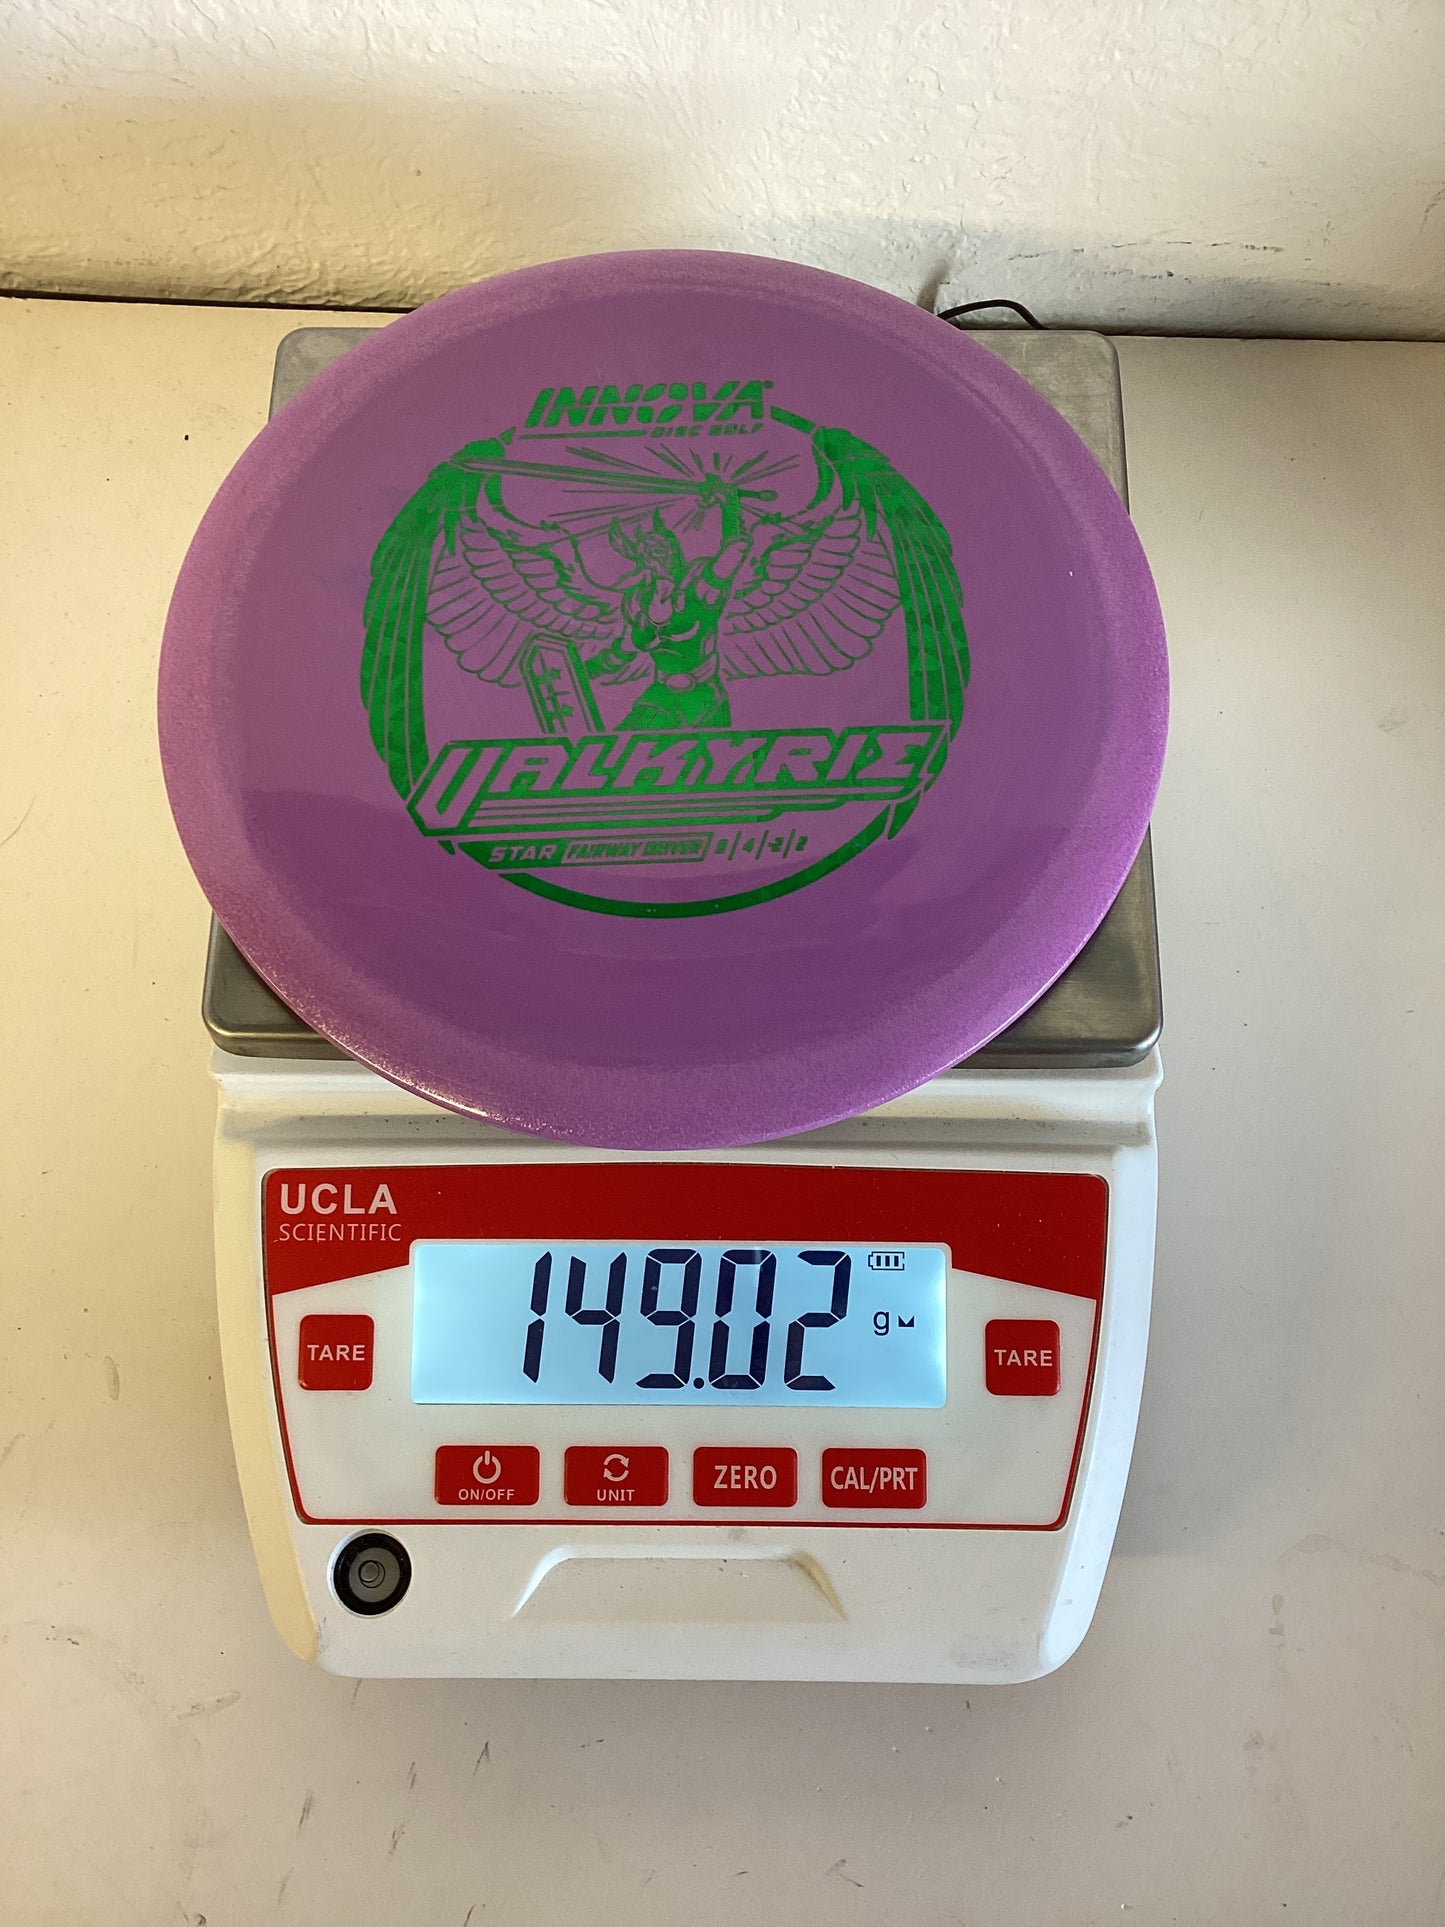 INNOVA®
DISC GOLF
VALKYRIE
STAR FAIRWAY DRIVER 8 | 4 | -2 | 2
UCLA
SCIENTIFIC
149.02 g
TARE
TARE
ON/OFF
UNIT
ZERO
CAL/PRT